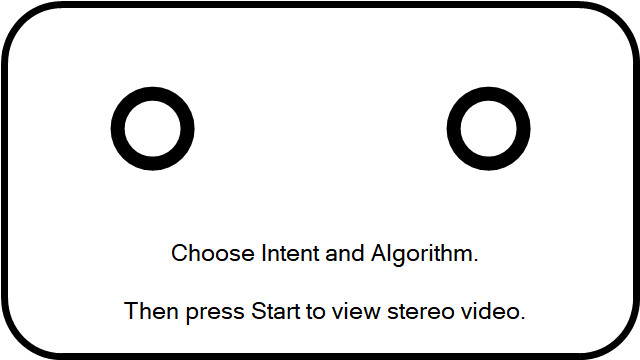 Choose Intent and Algorithm.
Then press Start to view stereo video.